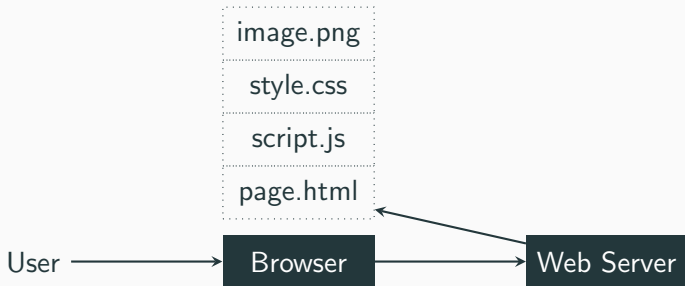 image.png
style.css
script.js
page.html
User
Browser
Web Server